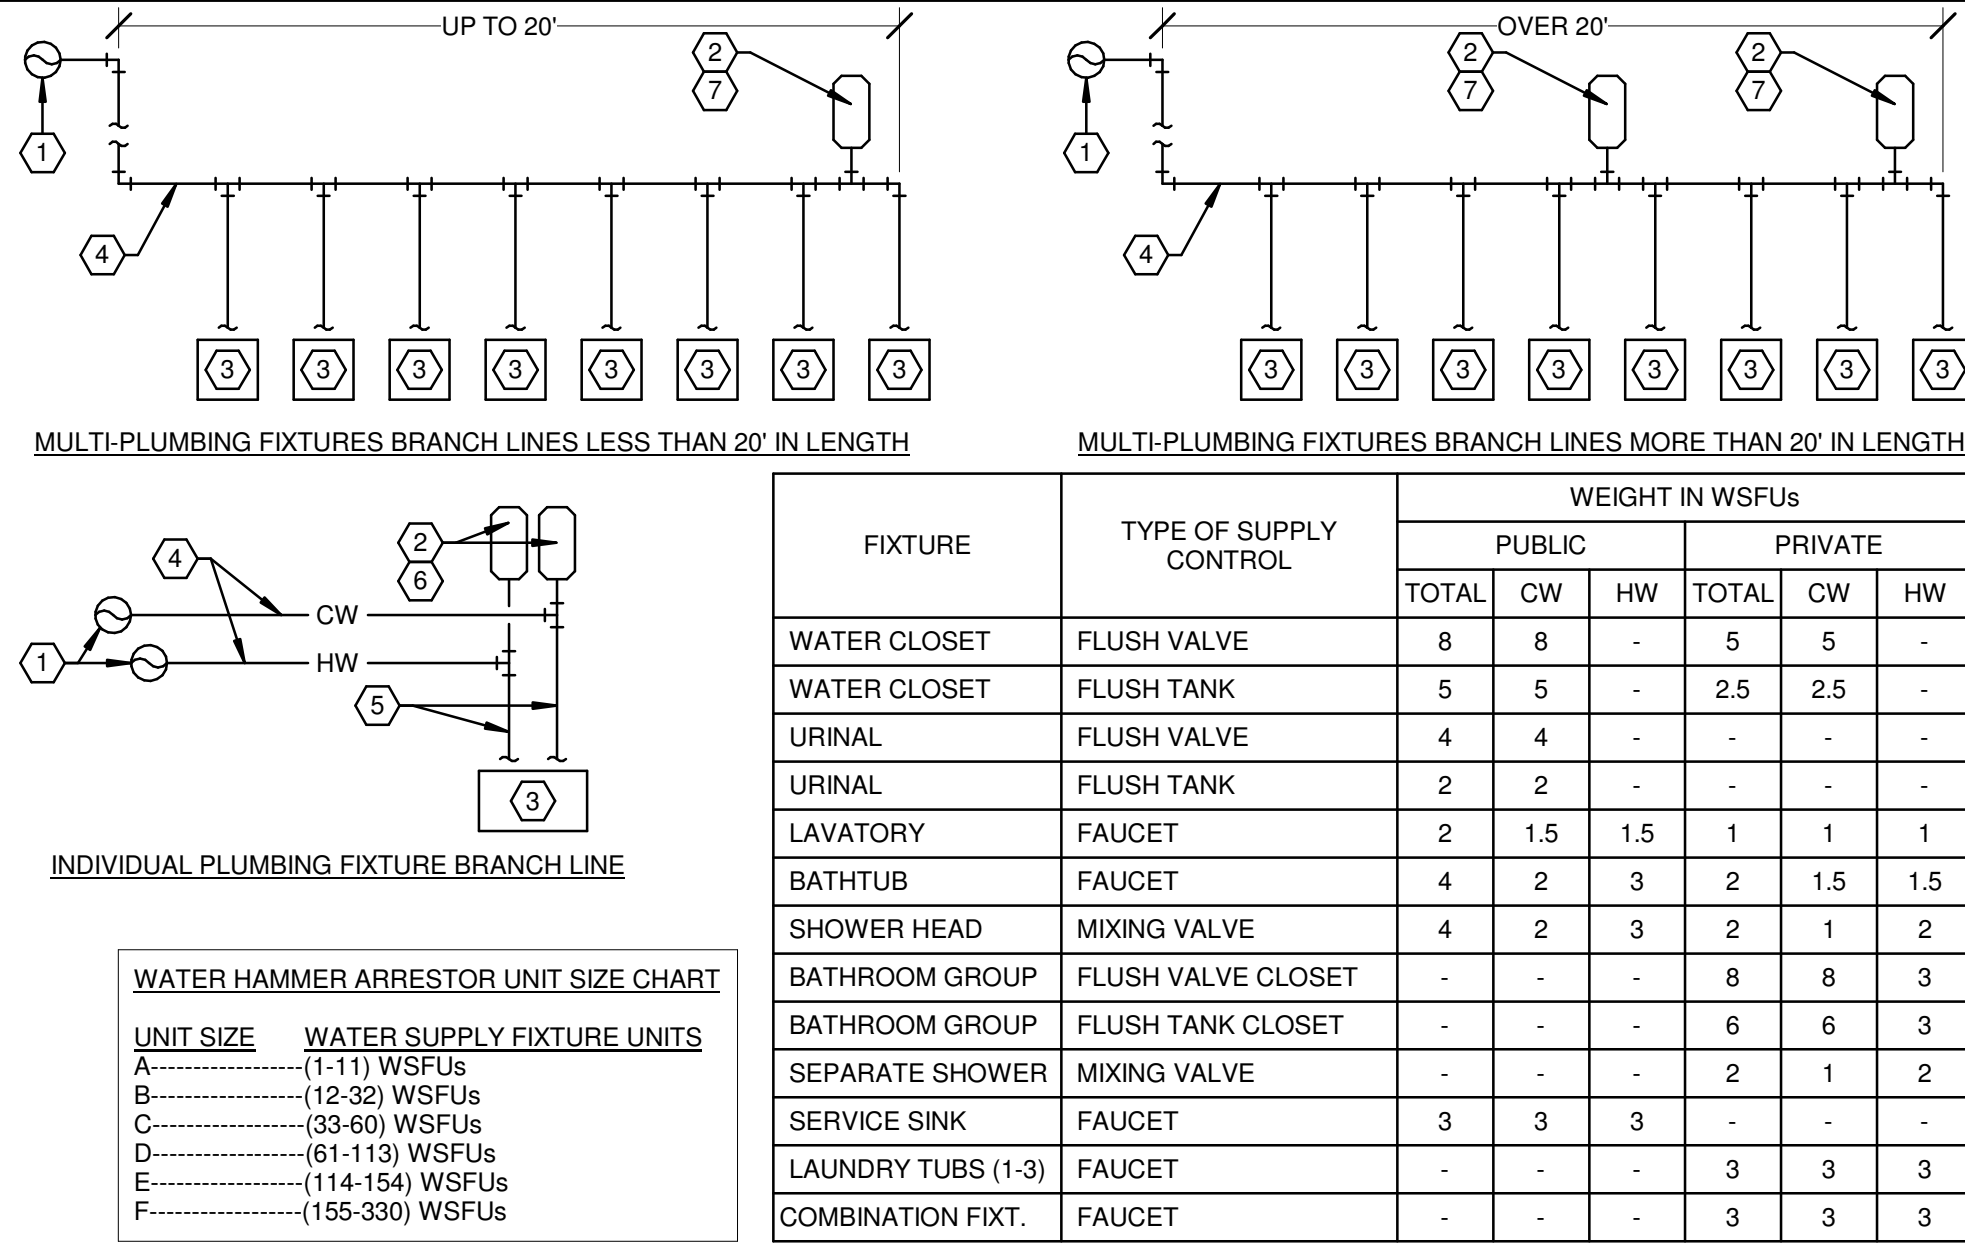 UP TO 20'
2
7
1
4
3 3 3 3 3 3 3 3
MULTI-PLUMBING FIXTURES BRANCH LINES LESS THAN 20' IN LENGTH
OVER 20'
2 2
7 7
1
4
3 3 3 3 3 3 3 3
MULTI-PLUMBING FIXTURES BRANCH LINES MORE THAN 20' IN LENGTH
4
2
6
CW
1
HW
5
3
INDIVIDUAL PLUMBING FIXTURE BRANCH LINE
WATER HAMMER ARRESTOR UNIT SIZE CHART
UNIT SIZE WATER SUPPLY FIXTURE UNITS
A------------------(1-11) WSFUs
B------------------(12-32) WSFUs
C------------------(33-60) WSFUs
D------------------(61-113) WSFUs
E------------------(114-154) WSFUs
F------------------(155-330) WSFUs
FIXTURE
TYPE OF SUPPLY
CONTROL
WEIGHT IN WSFUs
PUBLIC PRIVATE
TOTAL CW HW TOTAL CW HW
WATER CLOSET FLUSH VALVE 8 8 - 5 5 -
WATER CLOSET FLUSH TANK 5 5 - 2.5 2.5 -
URINAL FLUSH VALVE 4 4 - - - -
URINAL FLUSH TANK 2 2 - - - -
LAVATORY FAUCET 2 1.5 1.5 1 1 1
BATHTUB FAUCET 4 2 3 2 1.5 1.5
SHOWER HEAD MIXING VALVE 4 2 3 2 1 2
BATHROOM GROUP FLUSH VALVE CLOSET - - - 8 8 3
BATHROOM GROUP FLUSH TANK CLOSET - - - 6 6 3
SEPARATE SHOWER MIXING VALVE - - - 2 1 2
SERVICE SINK FAUCET 3 3 3 - - -
LAUNDRY TUBS (1-3) FAUCET - - - 3 3 3
COMBINATION FIXT. FAUCET - - - 3 3 3